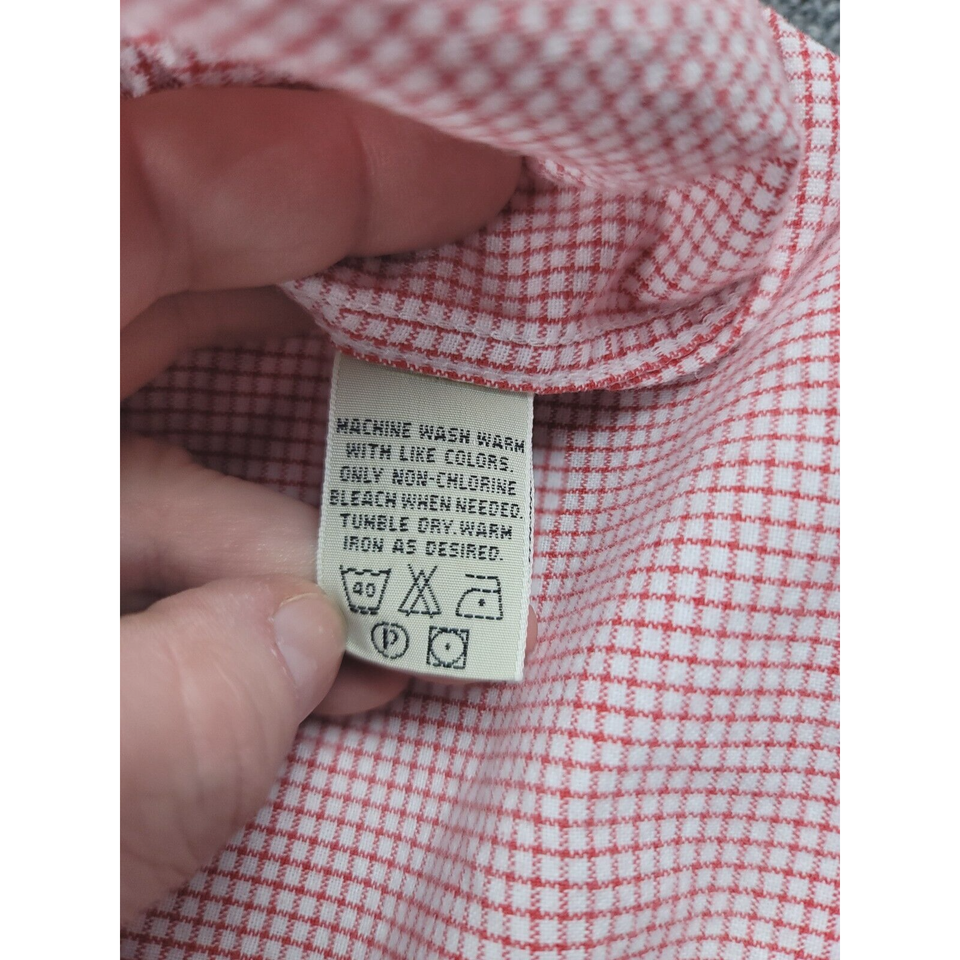 MACHINE WASH WARM
WITH LIKE COLORS.
ONLY NON-CHLORINE
BLEACH WHEN NEEDED.
TUMBLE DRY.WARM
IRON AS DESIRED.
40
P